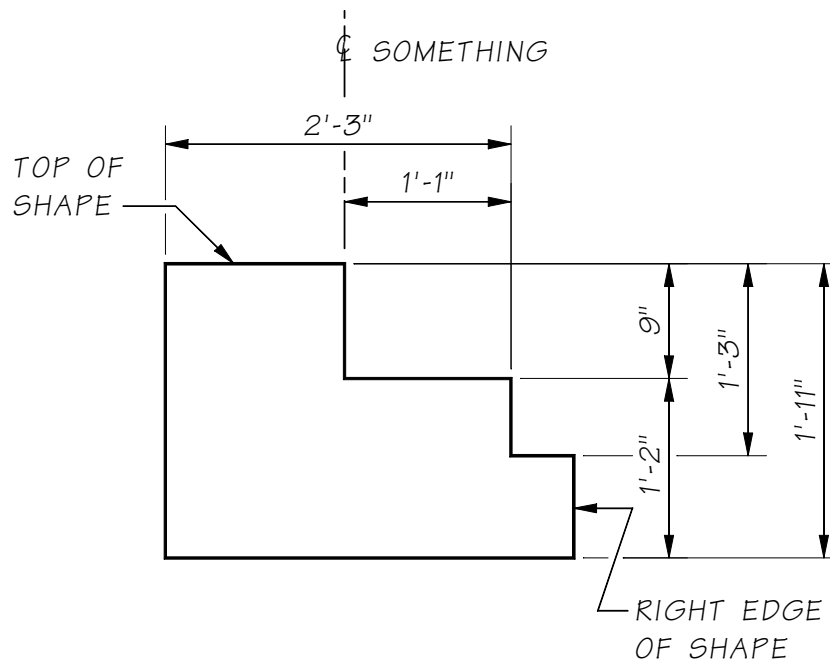 ℄ SOMETHING
2'-3"
TOP OF
SHAPE
1'-1"
9"
1'-3"
1'-11"
1'-2"
RIGHT EDGE
OF SHAPE